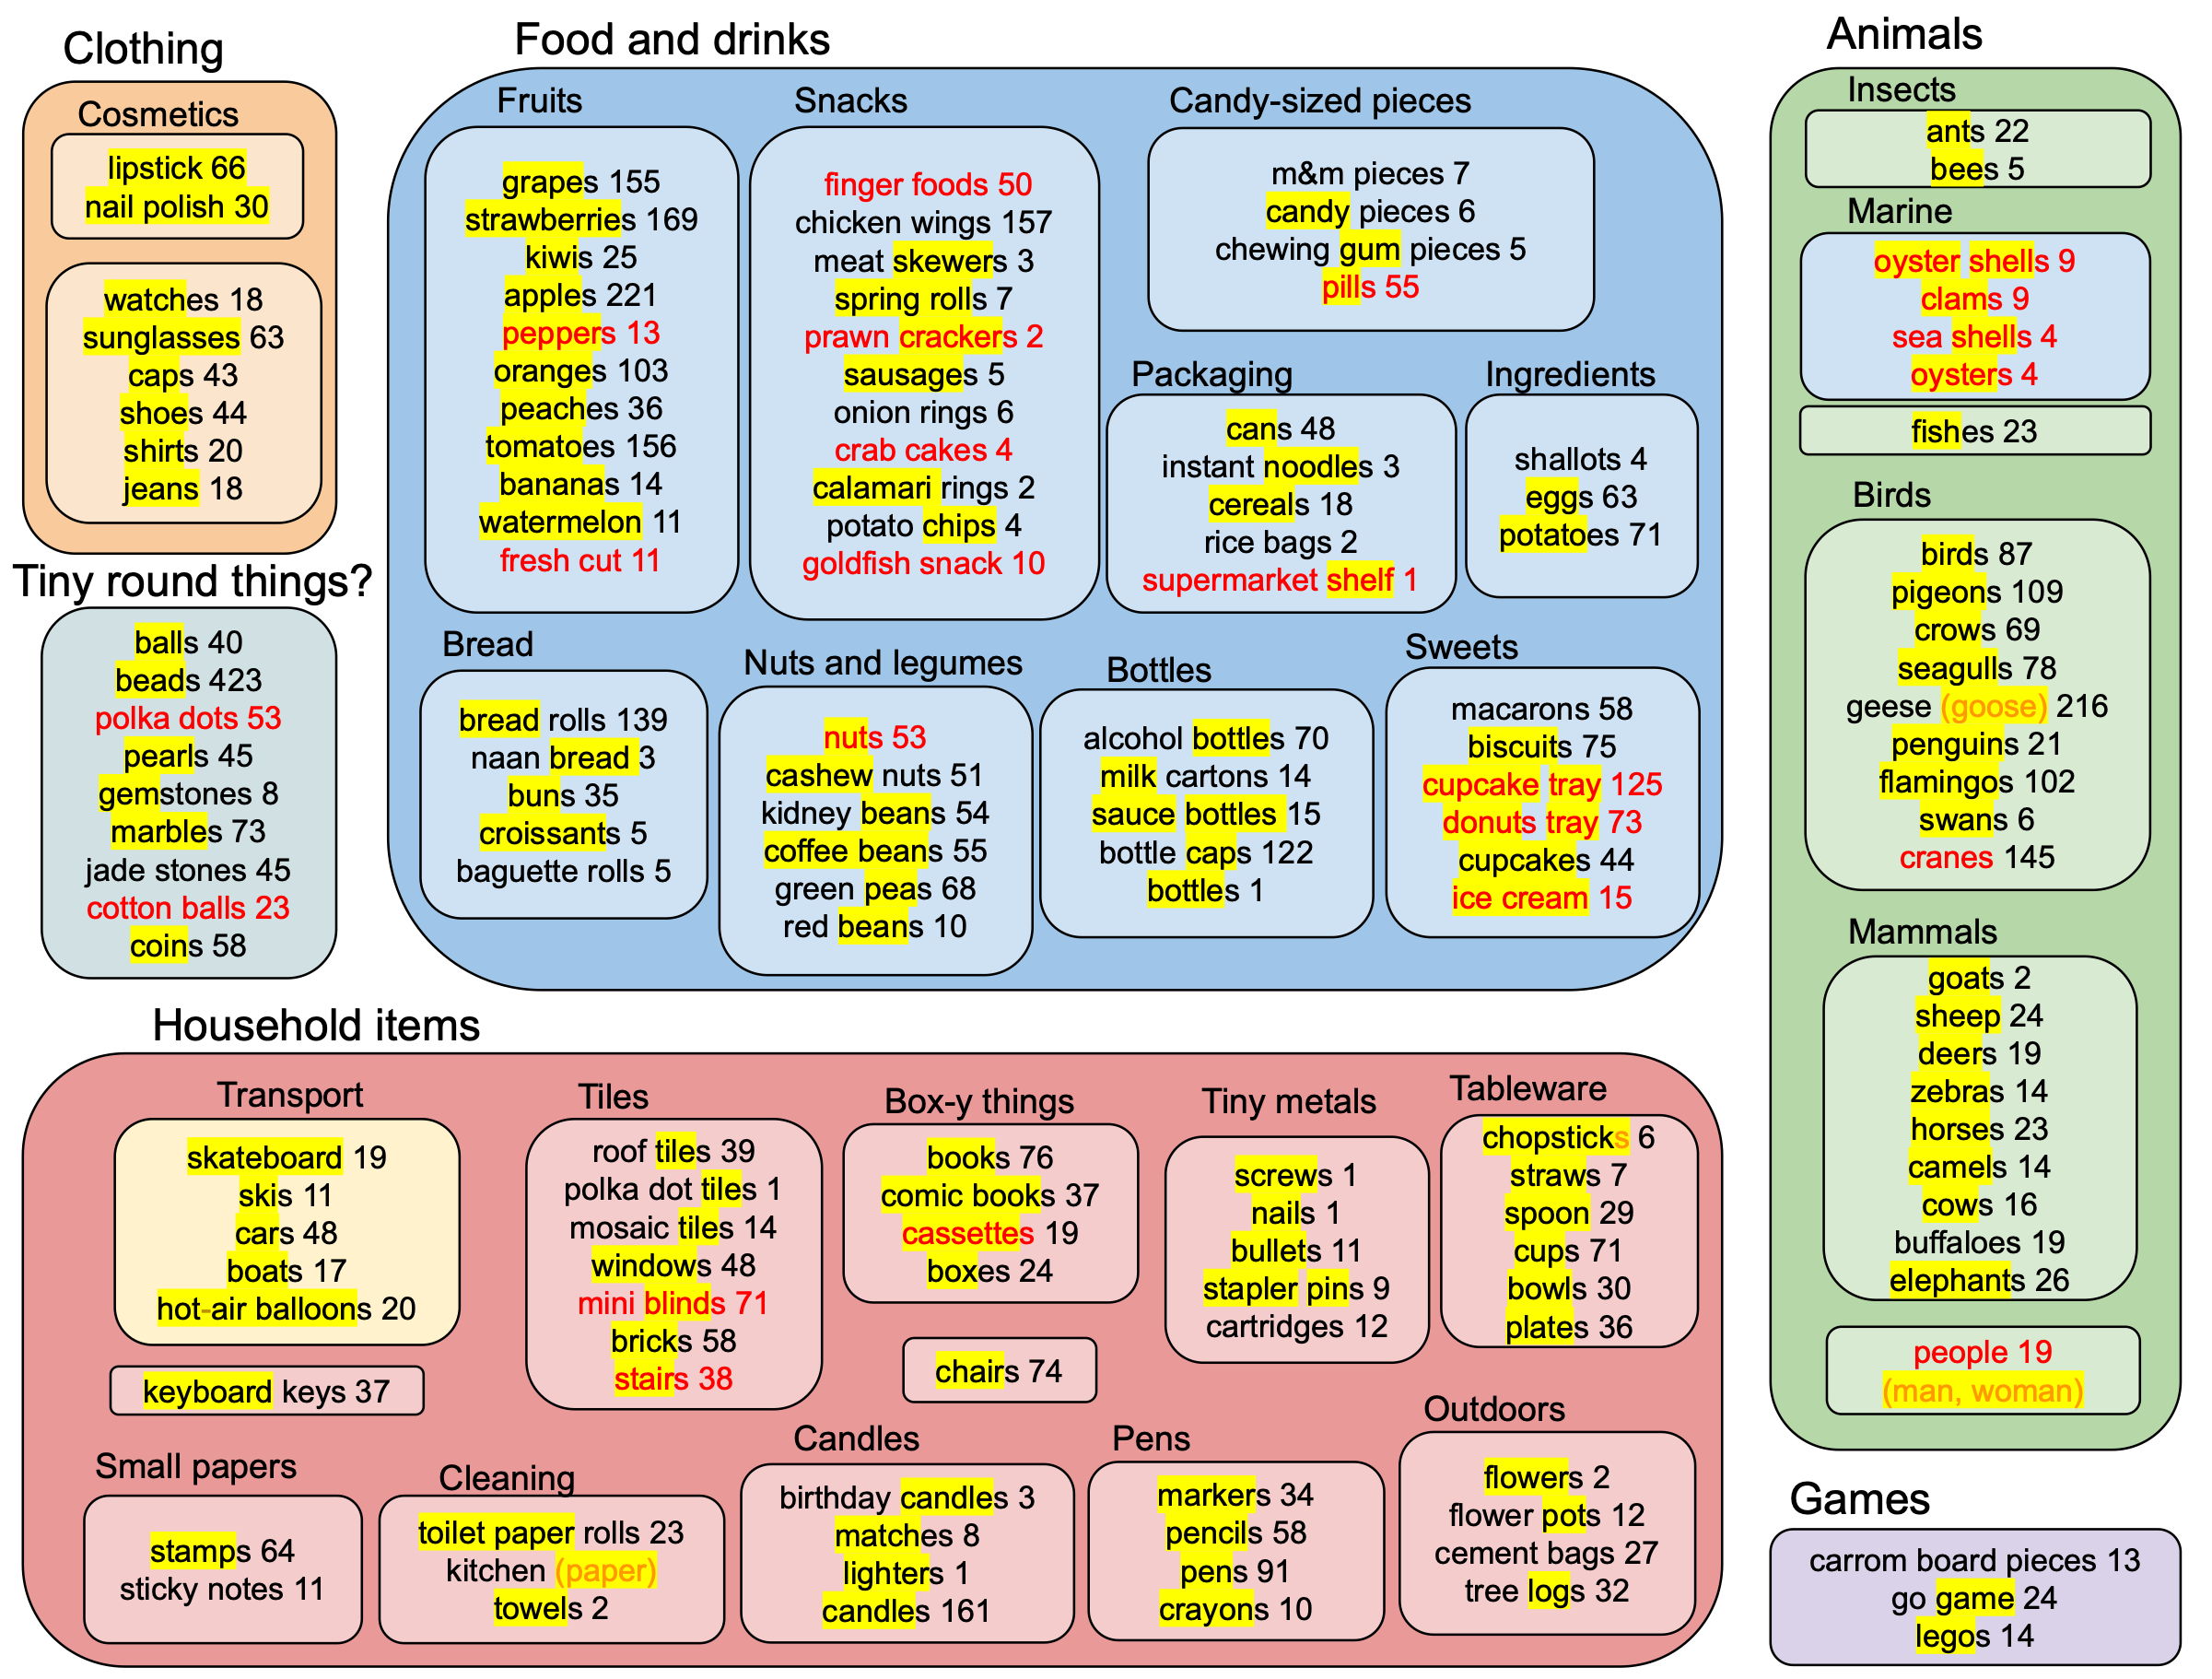 Clothing
Cosmetics
lipstick 66
nail polish 30
watches 18
sunglasses 63
caps 43
shoes 44
shirts 20
jeans 18
Tiny round things?
balls 40
beads 423
polka dots 53
pearls 45
gemstones 8
marbles 73
jade stones 45
cotton balls 23
coins 58
Food and drinks
Fruits
grapes 155
strawberries 169
kiwis 25
apples 221
peppers 13
oranges 103
peaches 36
tomatoes 156
bananas 14
watermelon 11
fresh cut 11
Snacks
finger foods 50
chicken wings 157
meat skewers 3
spring rolls 7
prawn crackers 2
sausages 5
onion rings 6
crab cakes 4
calamari rings 2
potato chips 4
goldfish snack 10
Candy-sized pieces
m&m pieces 7
candy pieces 6
chewing gum pieces 5
pills 55
Packaging
cans 48
instant noodles 3
cereals 18
rice bags 2
supermarket shelf 1
Ingredients
shallots 4
eggs 63
potatoes 71
Bread
bread rolls 139
naan bread 3
buns 35
croissants 5
baguette rolls 5
Nuts and legumes
nuts 53
cashew nuts 51
kidney beans 54
coffee beans 55
green peas 68
red beans 10
Bottles
alcohol bottles 70
milk cartons 14
sauce bottles 15
bottle caps 122
bottles 1
Sweets
macarons 58
biscuits 75
cupcake tray 125
donuts tray 73
cupcakes 44
ice cream 15
Animals
Insects
ants 22
bees 5
Marine
oyster shells 9
clams 9
sea shells 4
oysters 4
fishes 23
Birds
birds 87
pigeons 109
crows 69
seagulls 78
geese (goose) 216
penguins 21
flamingos 102
swans 6
cranes 145
Mammals
goats 2
sheep 24
deers 19
zebras 14
horses 23
camels 14
cows 16
buffaloes 19
elephants 26
people 19
(man, woman)
Household items
Transport
skateboard 19
skis 11
cars 48
boats 17
hot-air balloons 20
keyboard keys 37
Tiles
roof tiles 39
polka dot tiles 1
mosaic tiles 14
windows 48
mini blinds 71
bricks 58
stairs 38
Box-y things
books 76
comic books 37
cassettes 19
boxes 24
chairs 74
Tiny metals
screws 1
nails 1
bullets 11
stapler pins 9
cartridges 12
Tableware
chopsticks 6
straws 7
spoon 29
cups 71
bowls 30
plates 36
Small papers
stamps 64
sticky notes 11
Cleaning
toilet paper rolls 23
kitchen (paper)
towels 2
Candles
birthday candles 3
matches 8
lighters 1
candles 161
Pens
markers 34
pencils 58
pens 91
crayons 10
Outdoors
flowers 2
flower pots 12
cement bags 27
tree logs 32
Games
carrom board pieces 13
go game 24
legos 14